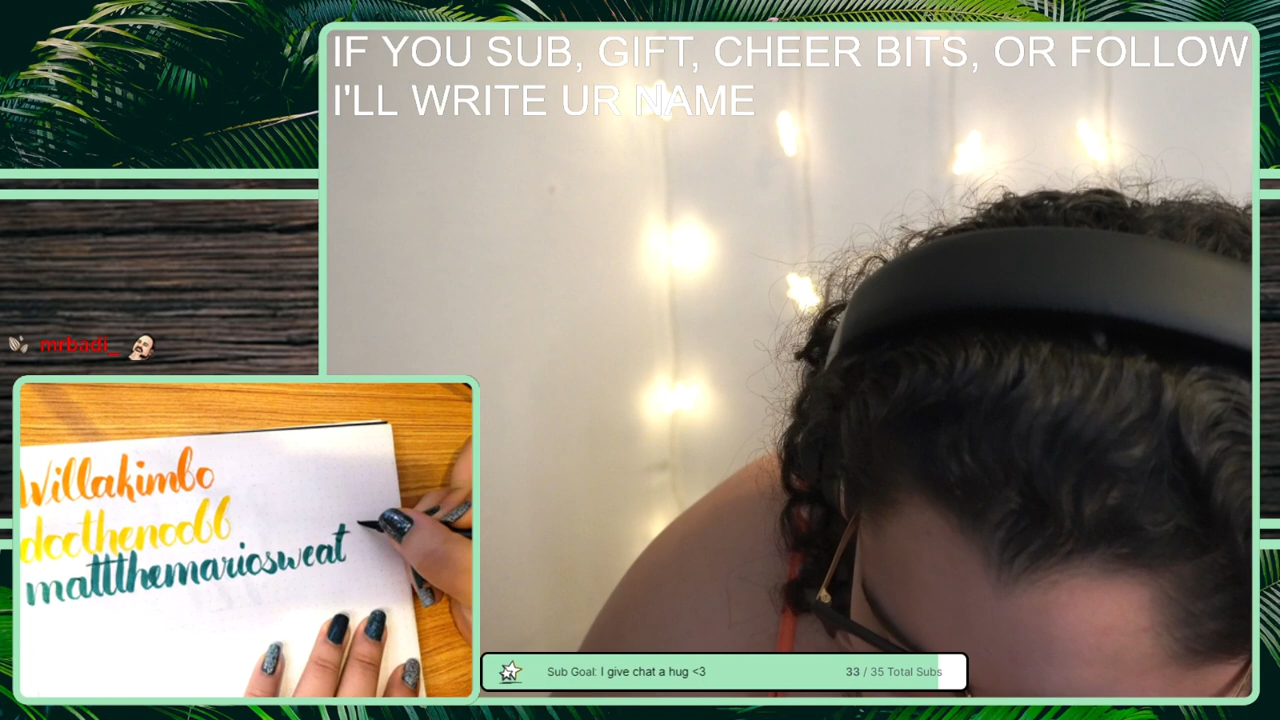 IF YOU SUB, GIFT, CHEER BITS, OR FOLLOW
I'LL WRITE UR NAME
mrbadi_
Willakimbo
docthenoobb
mattthemariosweat
Sub Goal: I give chat a hug <3
33 / 35 Total Subs